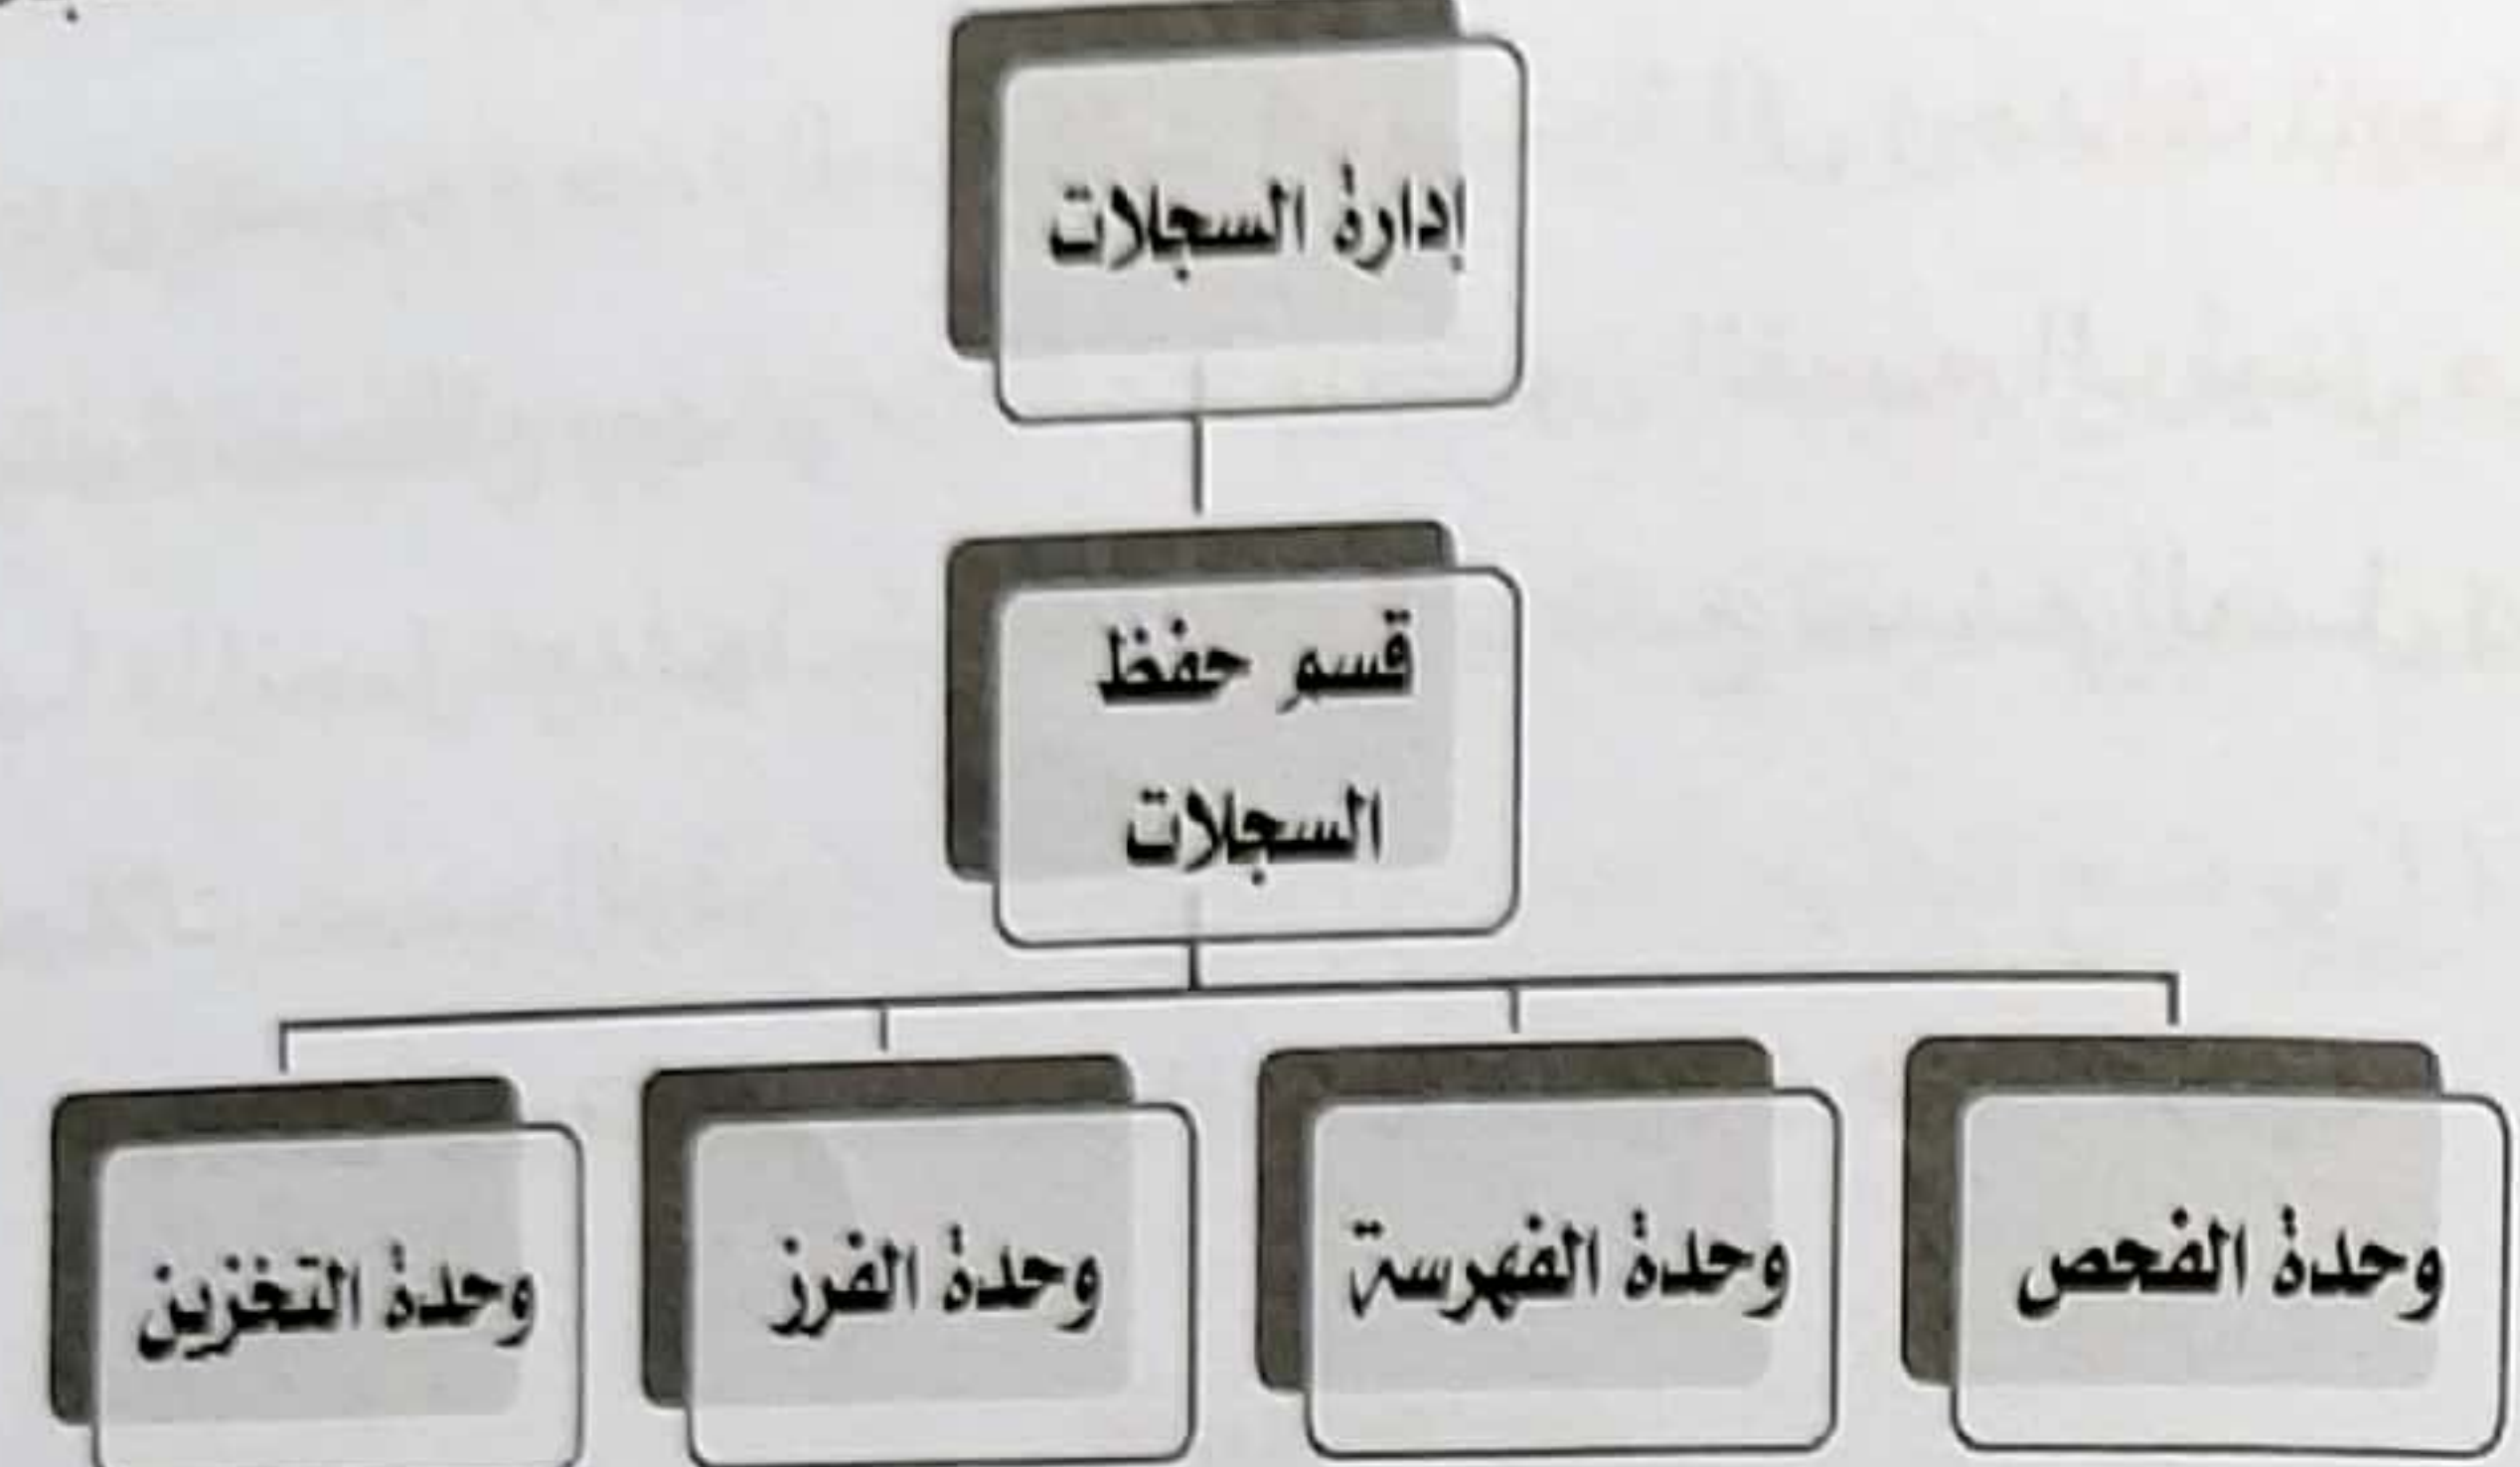 إدارة السجلات
قسم حفظ
السجلات
وحدة الفحص
وحدة الفهرسة
وحدة الفرز
وحدة التخزين